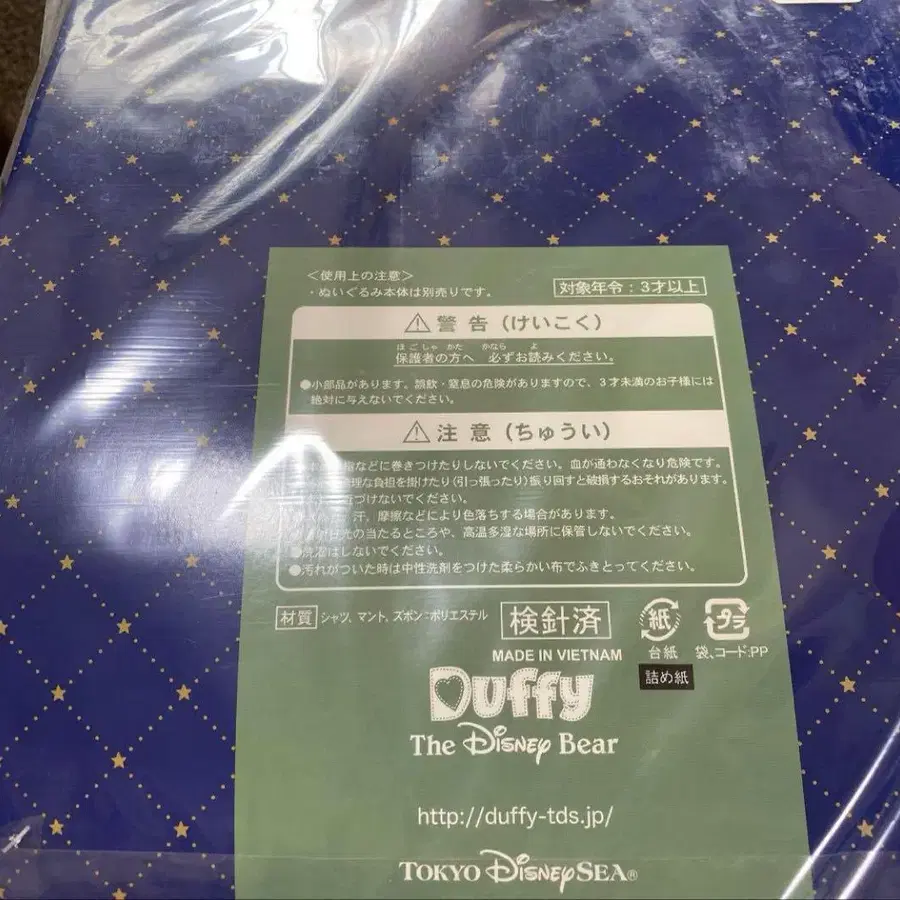 ＜使用上の注意＞
・ぬいぐるみ本体は別売りです。
対象年令：3才以上
警告（けいこく）
ほごしゃ かた かなら よ
保護者の方へ 必ずお読みください。
●小部品があります。誤飲・窒息の危険がありますので、3才未満のお子様には
絶対に与えないでください。
注意（ちゅうい）
指などに巻きつけたりしないでください。血が通わなくなり危険です。
理な負担を掛けたり(引っ張ったり)振り回すと破損するおそれがあります。
づけないでください。
汗、摩擦などにより色落ちする場合があります。
光の当たるところや、高温多湿な場所に保管しないでください。
●洗濯はしないでください。
●汚れがついた時は中性洗剤をつけた柔らかい布でふきとってください。
材質 シャツ、マント、ズボン：ポリエステル
検針済
MADE IN VIETNAM
紙
台紙
詰め紙
プラ
袋、コード:PP
Duffy
The Disney Bear
http://duffy-tds.jp/
TOKYO DisneySEA®